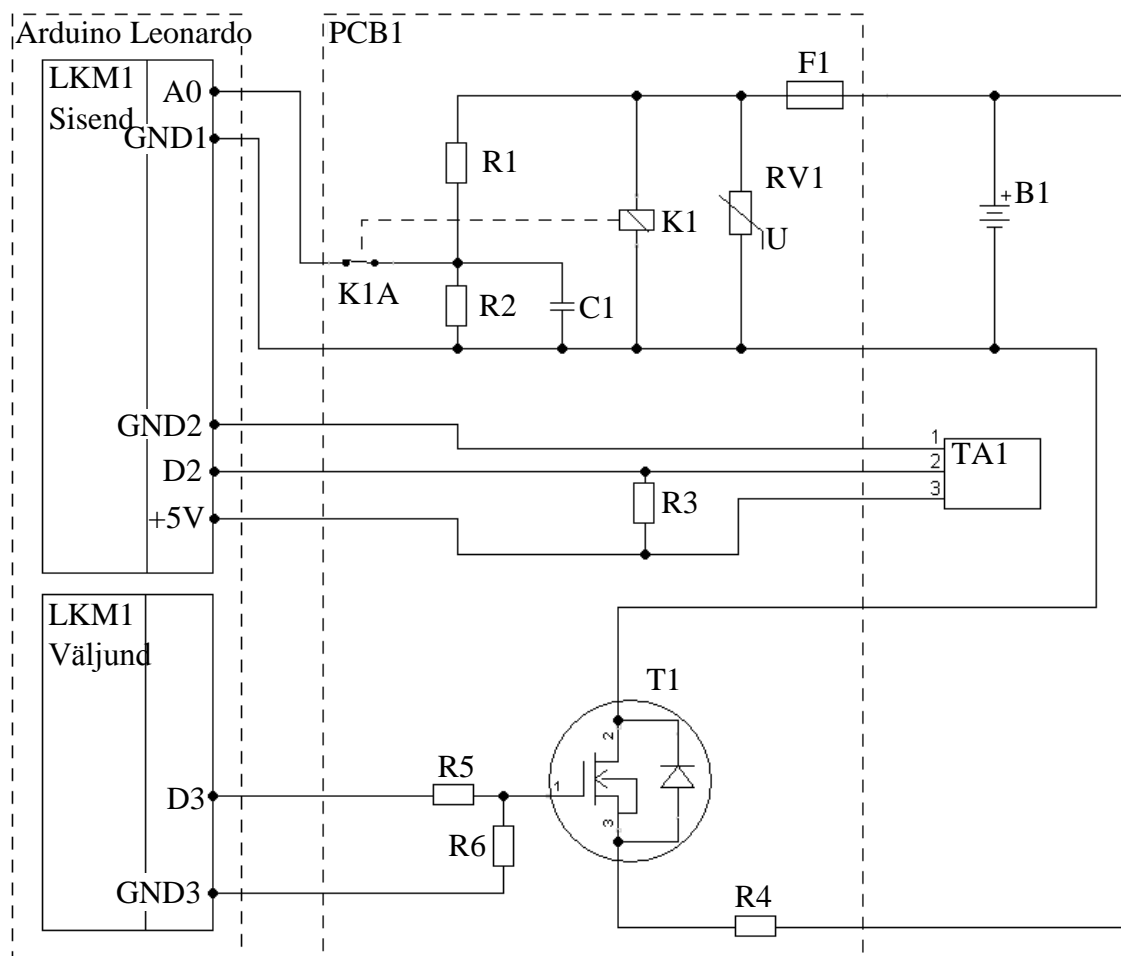 Arduino Leonardo
PCB1
LKM1
Sisend
A0
GND1
F1
R1
RV1
K1
U
+
B1
K1A
R2
C1
GND2
D2
+5V
R3
1
2
3
TA1
LKM1
Väljund
T1
2
D3
R5
1
3
R6
GND3
R4